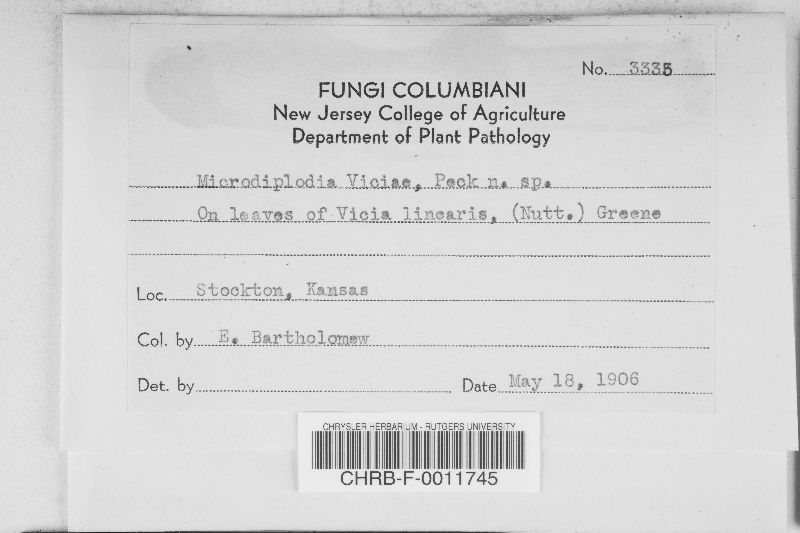 No. 3335
FUNGI COLUMBIANI
New Jersey College of Agriculture
Department of Plant Pathology
Microdiplodia Viciae, Peck n. sp.
On leaves of Vicia linearis, (Nutt.) Greene
Loc. Stockton, Kansas
Col. by E. Bartholomew
Det. by Date May 18, 1906
CHRYSLER HERBARIUM - RUTGERS UNIVERSITY
CHRB-F-0011745